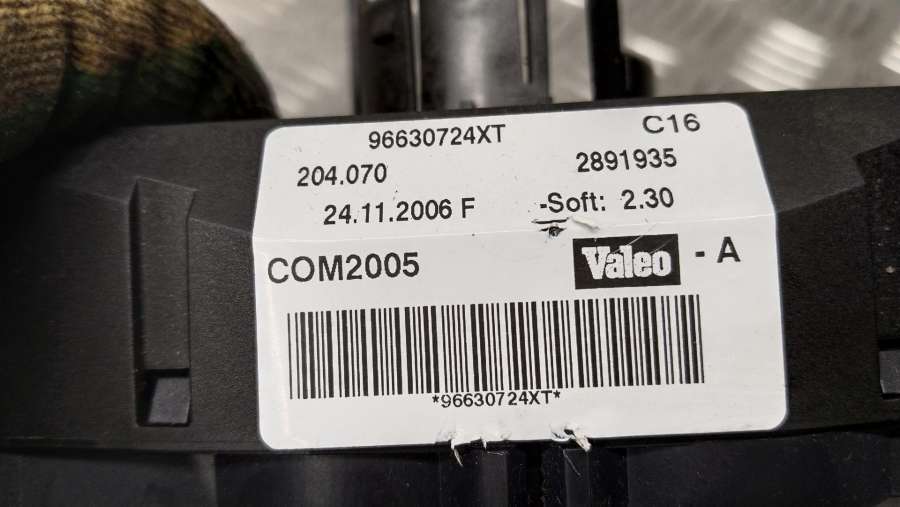 96630724XT C16
204.070 2891935
24.11.2006 F -Soft: 2.30
COM2005 Valeo - A
*96630724XT*